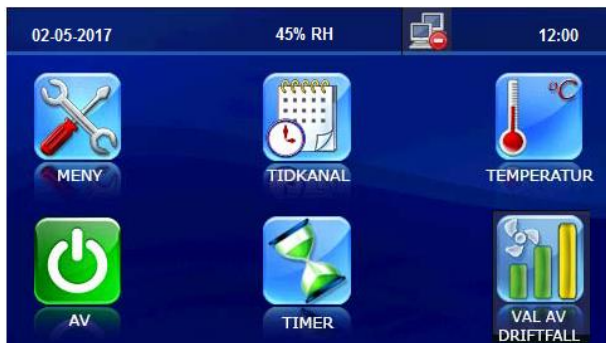 02-05-2017 45% RH 12:00
°C
MENY TIDKANAL TEMPERATUR
AV TIMER VAL AV
DRIFTFALL